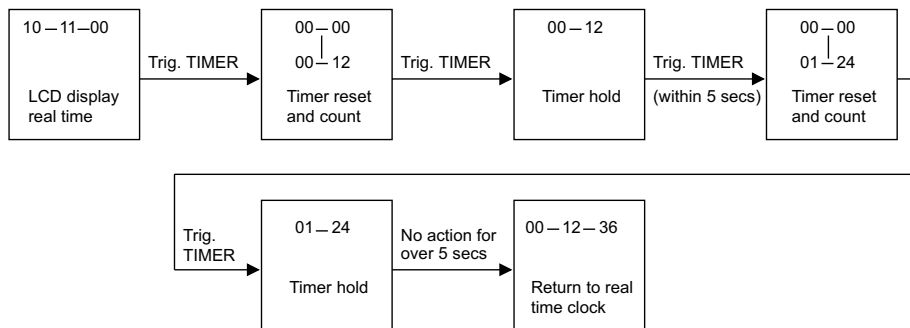 10—11—00
LCD display
real time
Trig. TIMER
00—00
00—12
Timer reset
and count
Trig. TIMER
00—12
Timer hold
Trig. TIMER
(within 5 secs)
00—00
01—24
Timer reset
and count
Trig.
TIMER
01—24
Timer hold
No action for
over 5 secs
00—12—36
Return to real
time clock